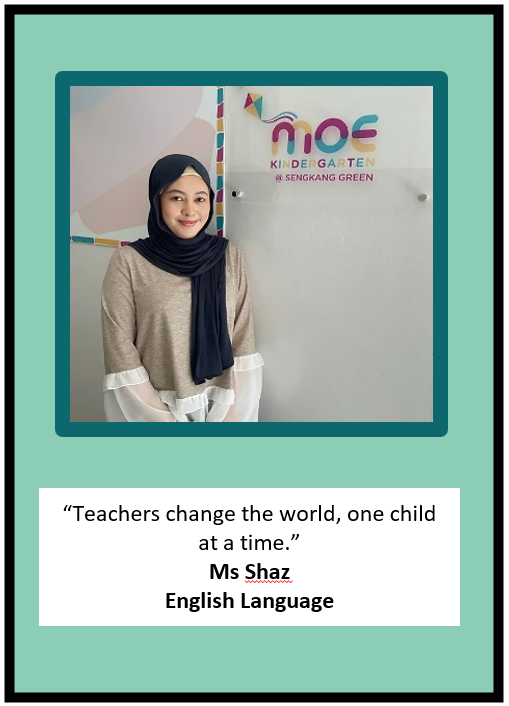 moe
KINDERGARTEN
@ SENGKANG GREEN
“Teachers change the world, one child
at a time.”
Ms Shaz
English Language